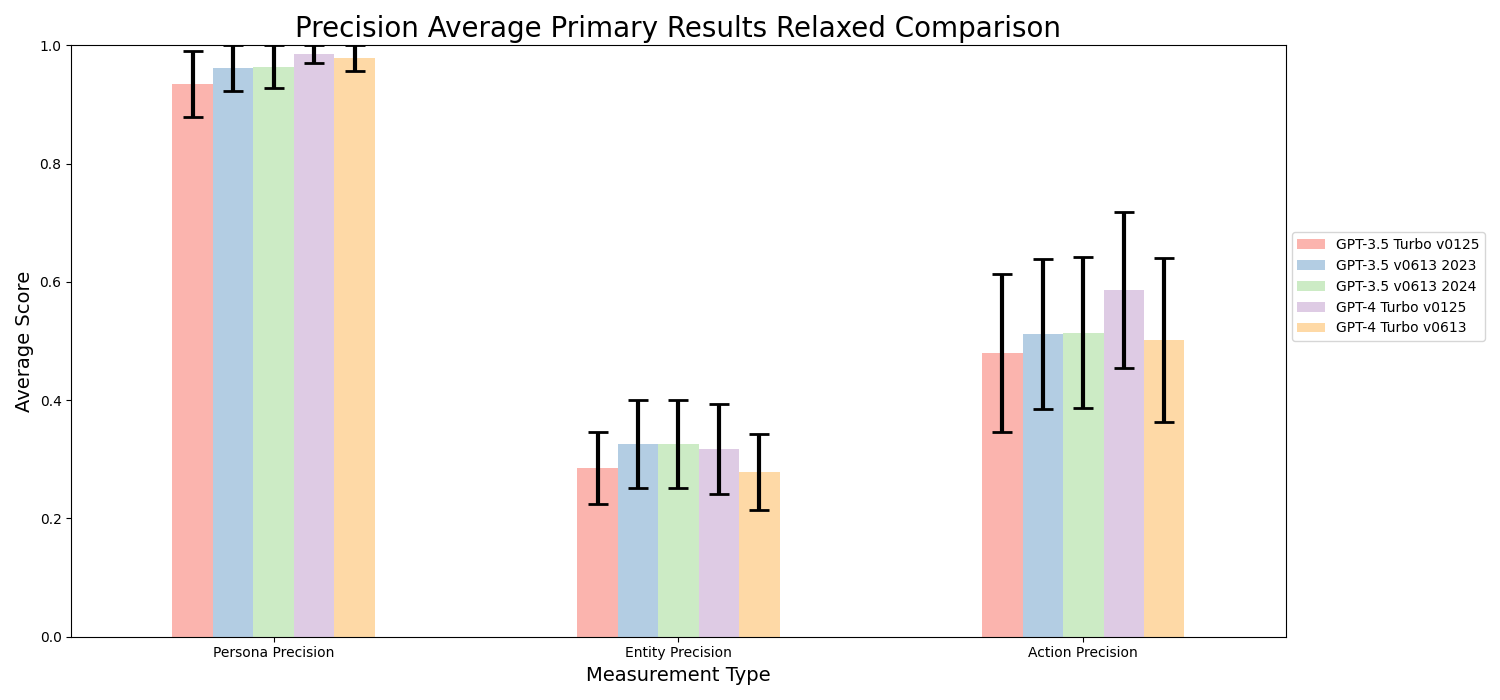 Precision Average Primary Results Relaxed Comparison
Average Score
1.0
0.8
0.6
0.4
0.2
0.0
Persona Precision
Entity Precision
Action Precision
Measurement Type
GPT-3.5 Turbo v0125
GPT-3.5 v0613 2023
GPT-3.5 v0613 2024
GPT-4 Turbo v0125
GPT-4 Turbo v0613